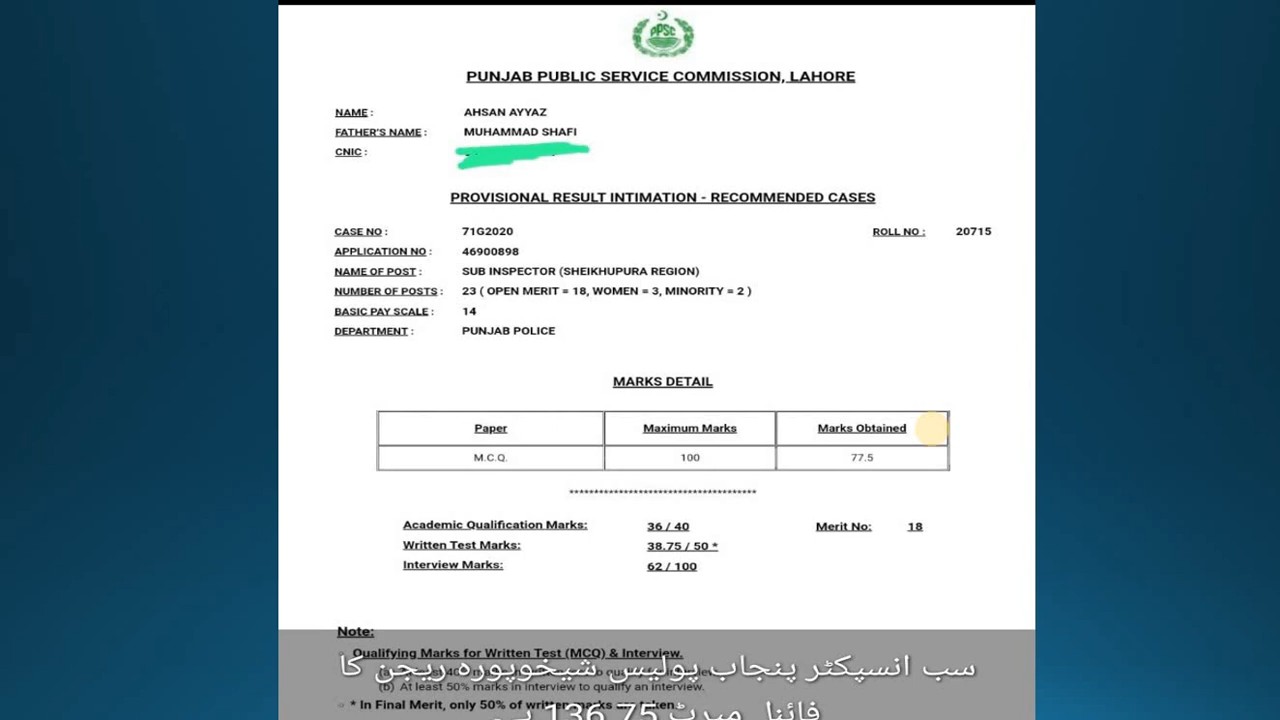 PPSC
PUNJAB PUBLIC SERVICE COMMISSION, LAHORE
NAME : AHSAN AYYAZ
FATHER'S NAME : MUHAMMAD SHAFI
CNIC :
PROVISIONAL RESULT INTIMATION - RECOMMENDED CASES
CASE NO : 71G2020 ROLL NO : 20715
APPLICATION NO : 46900898
NAME OF POST : SUB INSPECTOR (SHEIKHUPURA REGION)
NUMBER OF POSTS : 23 ( OPEN MERIT = 18, WOMEN = 3, MINORITY = 2 )
BASIC PAY SCALE : 14
DEPARTMENT : PUNJAB POLICE
MARKS DETAIL
Paper Maximum Marks Marks Obtained
M.C.Q. 100 77.5
**************************************
Academic Qualification Marks: 36 / 40 Merit No: 18
Written Test Marks: 38.75 / 50 *
Interview Marks: 62 / 100
Note:
Qualifying Marks for Written Test (MCQ) & Interview.
سب انسپکٹر پنجاب پولیس شیخوپورہ ریجن کا
(b) At least 50% marks in interview to qualify an interview.
* In Final Merit, only 50% of written marks are taken.
فائنل میرٹ 136.75 ہے